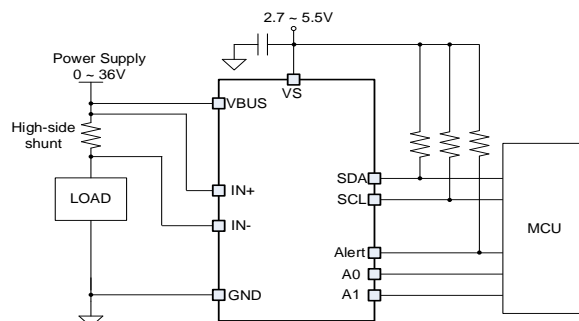 2.7 ~ 5.5V
Power Supply
0 ~ 36V
VS
VBUS
High-side
shunt
SDA
IN+
LOAD
SCL
MCU
IN-
Alert
A0
GND
A1